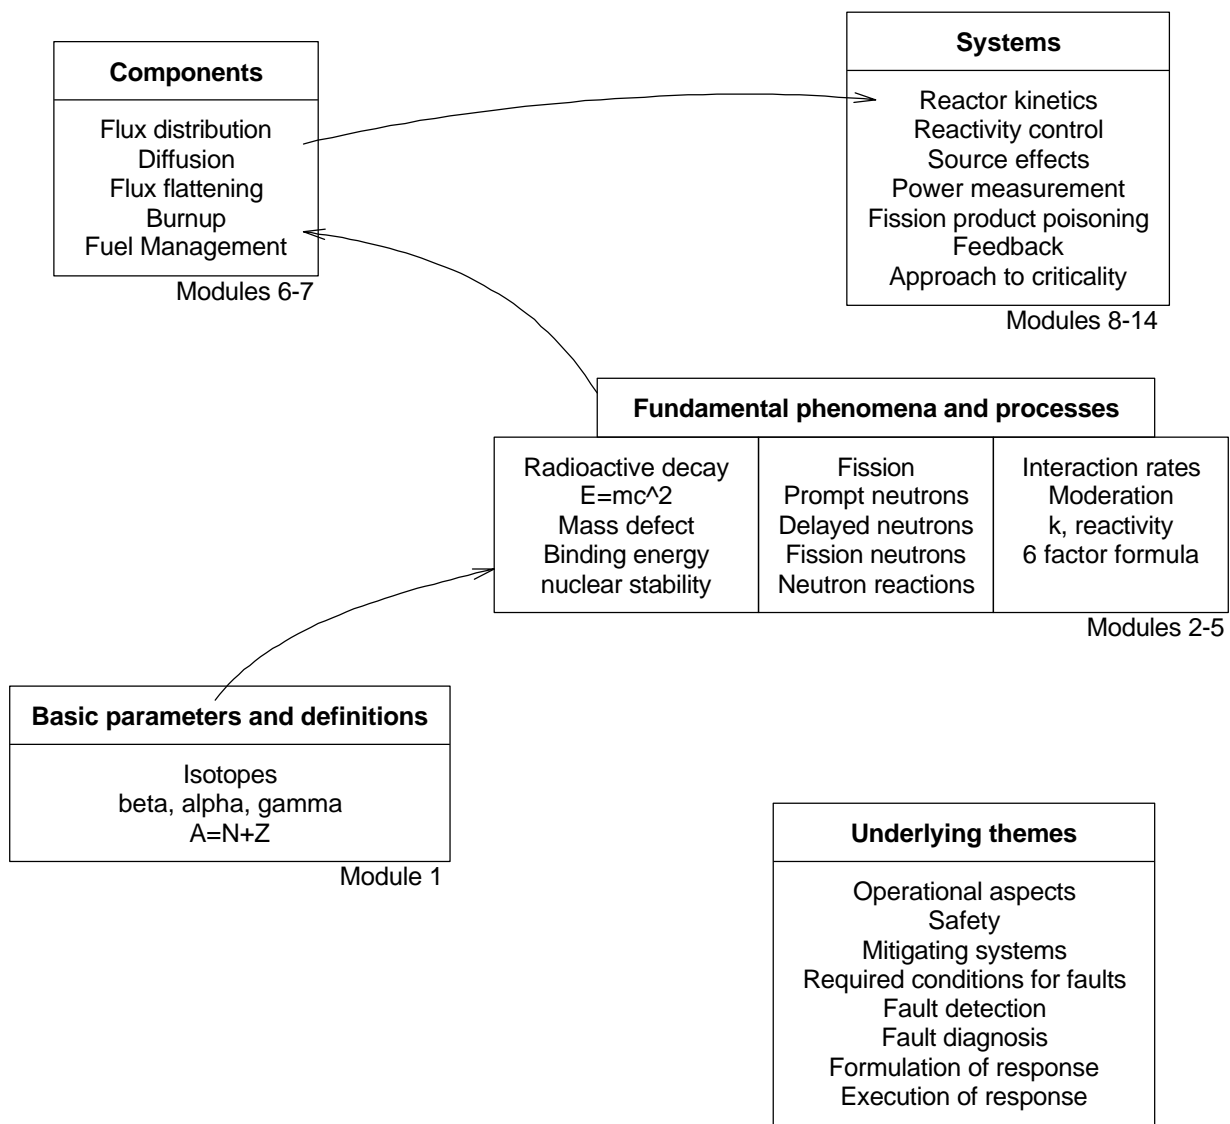 Components
Flux distribution
Diffusion
Flux flattening
Burnup
Fuel Management
Modules 6-7
Systems
Reactor kinetics
Reactivity control
Source effects
Power measurement
Fission product poisoning
Feedback
Approach to criticality
Modules 8-14
Fundamental phenomena and processes
Radioactive decay
E=mc^2
Mass defect
Binding energy
nuclear stability
Fission
Prompt neutrons
Delayed neutrons
Fission neutrons
Neutron reactions
Interaction rates
Moderation
k, reactivity
6 factor formula
Modules 2-5
Basic parameters and definitions
Isotopes
beta, alpha, gamma
A=N+Z
Module 1
Underlying themes
Operational aspects
Safety
Mitigating systems
Required conditions for faults
Fault detection
Fault diagnosis
Formulation of response
Execution of response